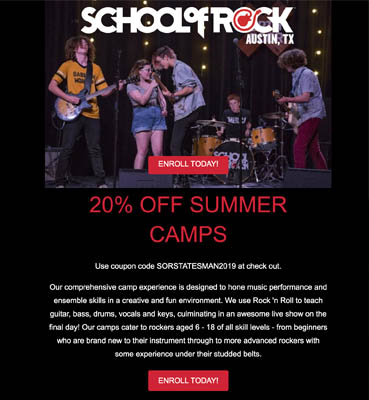 SCHOOL of ROCK
AUSTIN, TX
ENROLL TODAY!
SCHOOL of
ROCK
20% OFF SUMMER
CAMPS
Use coupon code SORSTATESMAN2019 at check out.
Our comprehensive camp experience is designed to hone music performance and
ensemble skills in a creative and fun environment. We use Rock 'n Roll to teach
guitar, bass, drums, vocals and keys, culminating in an awesome live show on the
final day! Our camps cater to rockers aged 6 - 18 of all skill levels - from beginners
who are brand new to their instrument through to more advanced rockers with
some experience under their studded belts.
ENROLL TODAY!